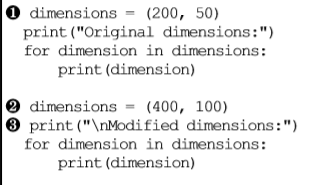 ❶ dimensions = (200, 50)
print("Original dimensions:")
for dimension in dimensions:
    print(dimension)

❷ dimensions = (400, 100)
❸ print("\nModified dimensions:")
for dimension in dimensions:
    print(dimension)